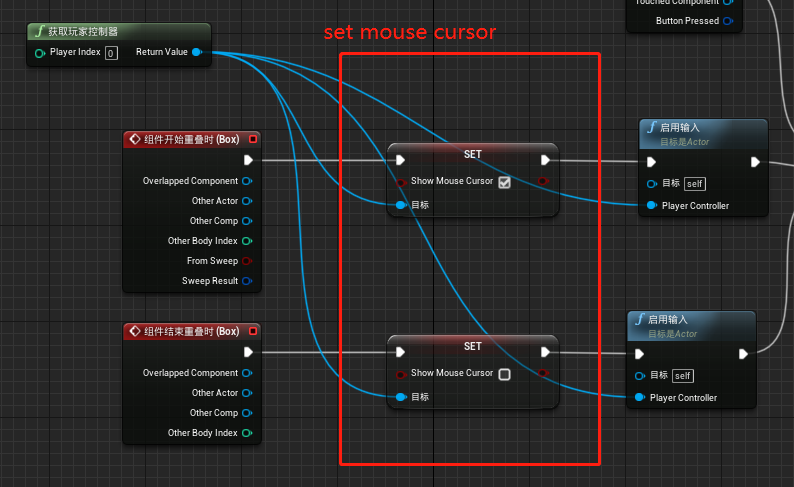 Touched Component
Button Pressed
set mouse cursor
f 获取玩家控制器
Player Index 0 Return Value
组件开始重叠时 (Box)
Overlapped Component
Other Actor
Other Comp
Other Body Index
From Sweep
Sweep Result
SET
Show Mouse Cursor
目标
f 启用输入
目标是Actor
目标 self
Player Controller
组件结束重叠时 (Box)
Overlapped Component
Other Actor
Other Comp
Other Body Index
SET
Show Mouse Cursor
目标
f 启用输入
目标是Actor
目标 self
Player Controller